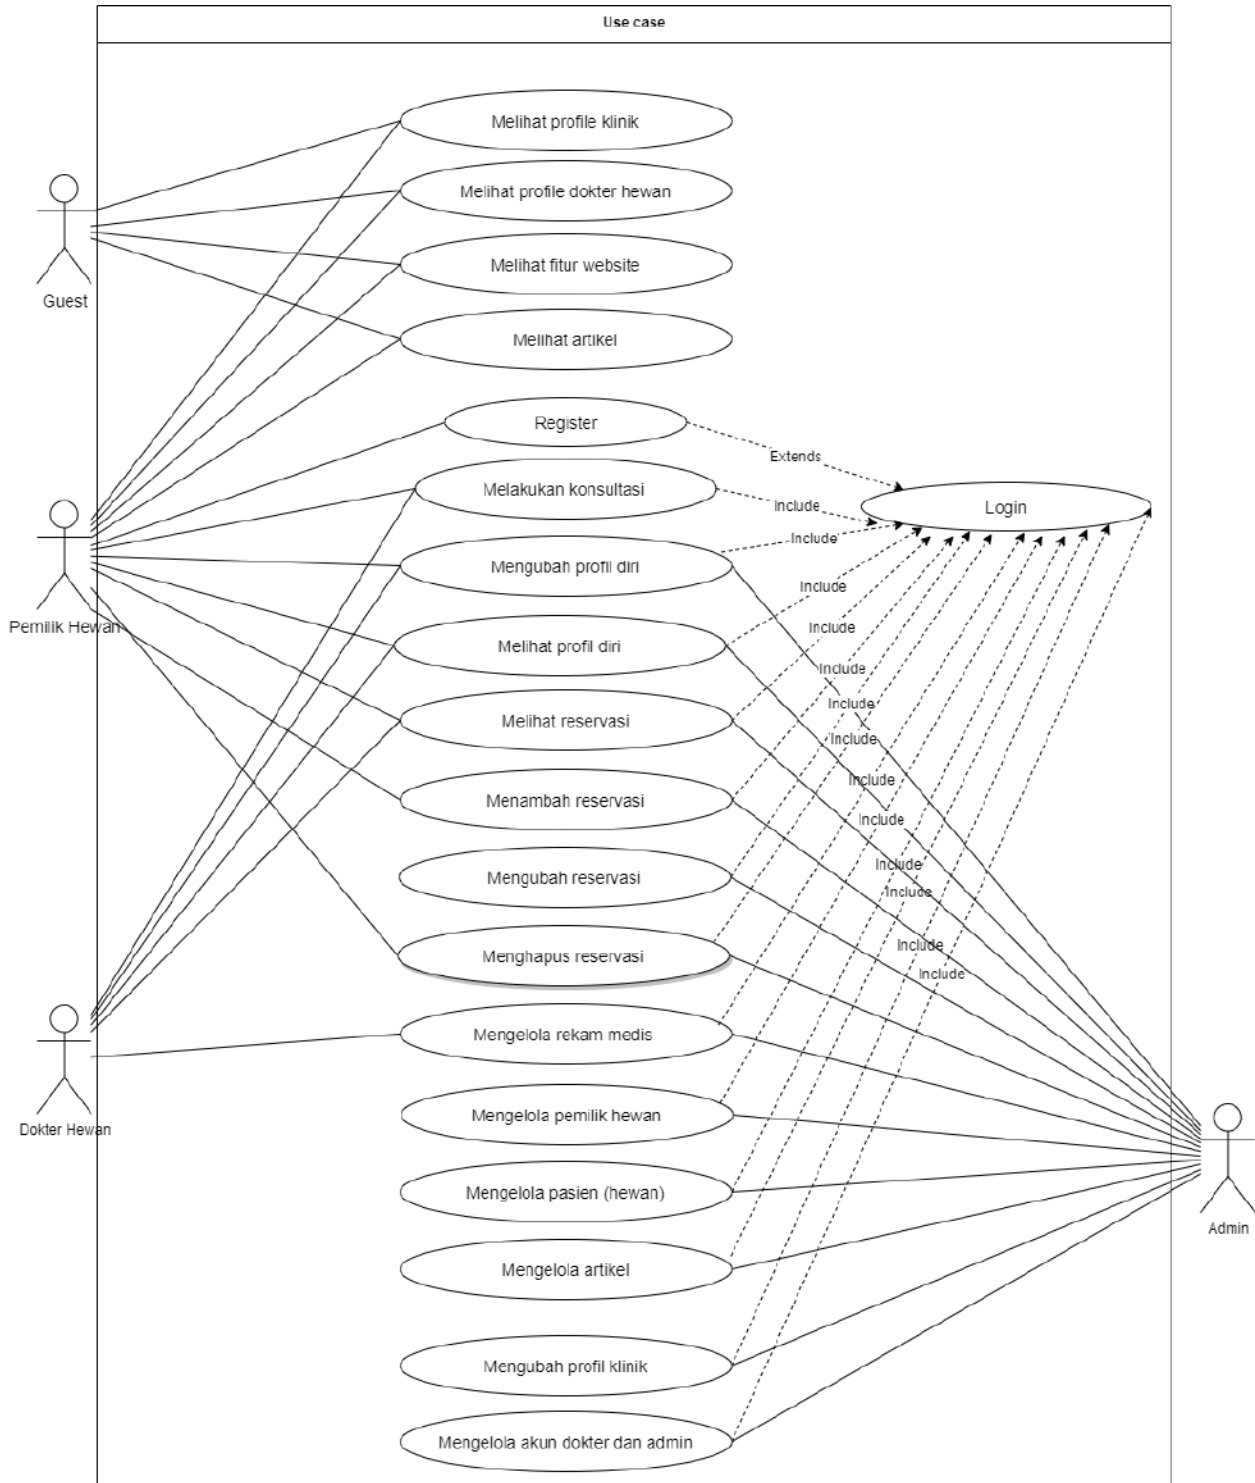 Use case
Melihat profile klinik
Melihat profile dokter hewan
Melihat fitur website
Guest
Melihat artikel
Register
Extends
Melakukan konsultasi
Include
Login
Include
Mengubah profil diri
Include
Pemilik Hewan
Include
Melihat profil diri
Include
Include
Melihat reservasi
Include
Include
Menambah reservasi
Include
Include
Mengubah reservasi
Include
Include
Menghapus reservasi
Include
Mengelola rekam medis
Mengelola pemilik hewan
Dokter Hewan
Mengelola pasien (hewan)
Admin
Mengelola artikel
Mengubah profil klinik
Mengelola akun dokter dan admin